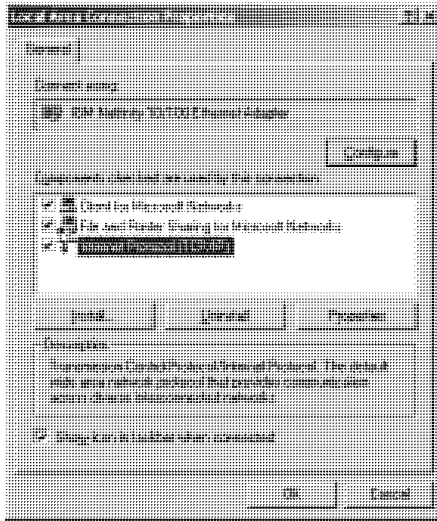 Local Area Connection Properties
General
Connect using:
IBM Netfinity 10/100 Ethernet Adapter
Configure
Components checked are used by this connection:
Client for Microsoft Networks
File and Printer Sharing for Microsoft Networks
Internet Protocol (TCP/IP)
Install... Uninstall Properties
Description
Transmission Control Protocol/Internet Protocol. The default
wide area network protocol that provides communication
across diverse interconnected networks.
Show icon in taskbar when connected
OK Cancel